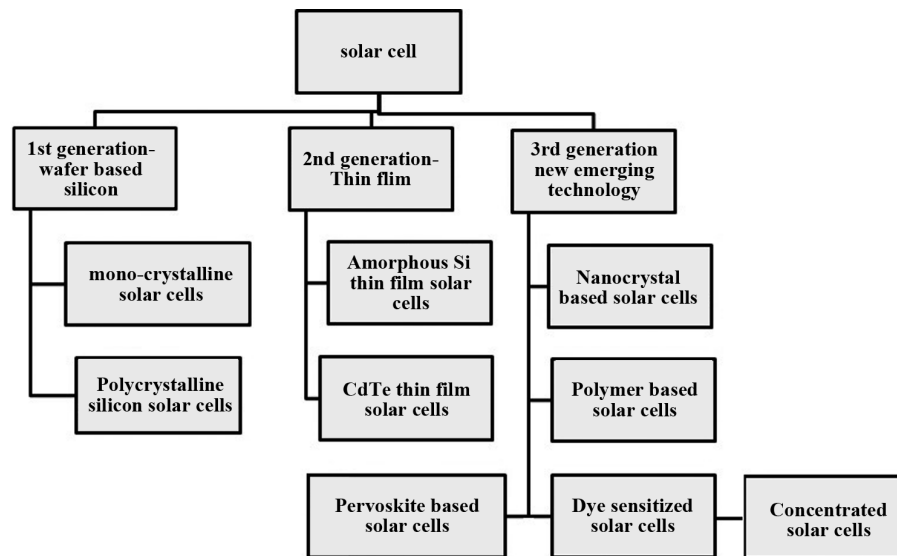 solar cell
1st generation-
wafer based
silicon
2nd generation-
Thin flim
3rd generation
new emerging
technology
mono-crystalline
solar cells
Amorphous Si
thin film solar
cells
Nanocrystal
based solar cells
Polycrystalline
silicon solar cells
CdTe thin film
solar cells
Polymer based
solar cells
Pervoskite based
solar cells
Dye sensitized
solar cells
Concentrated
solar cells